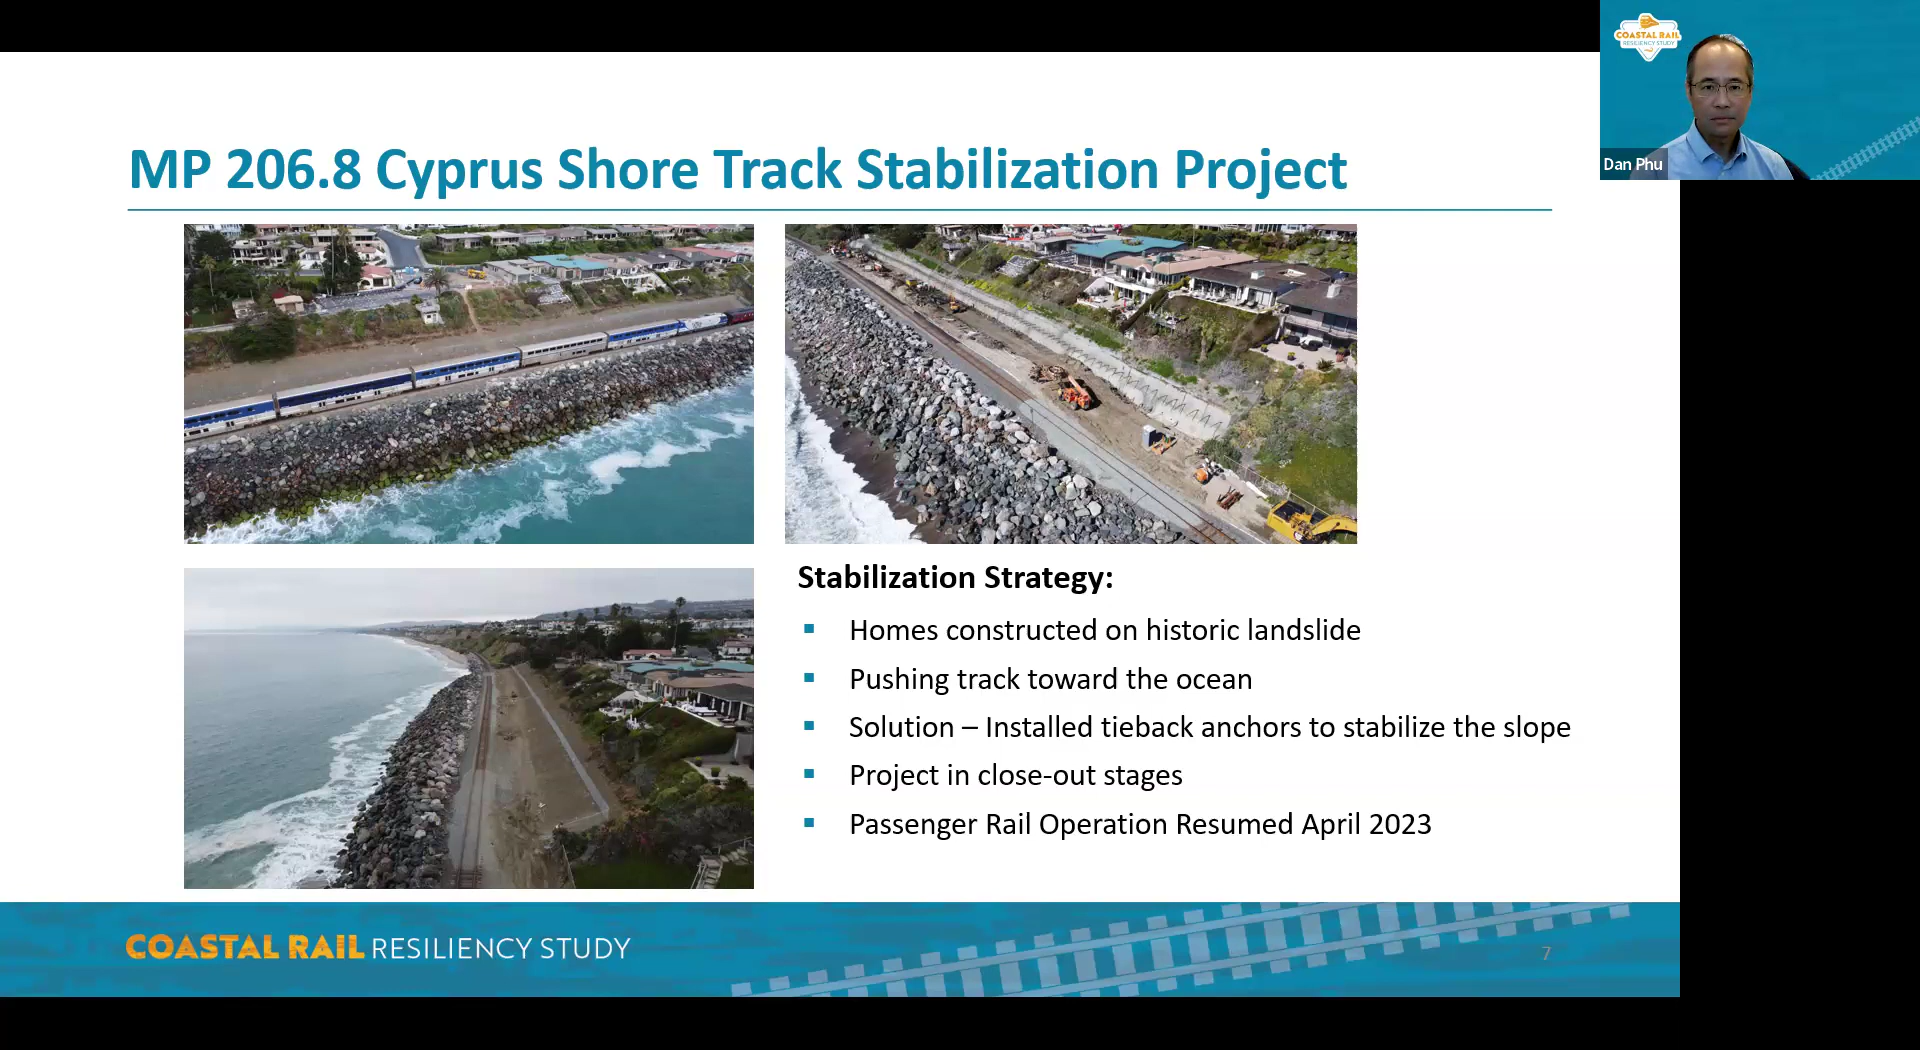 COASTAL RAIL
RESILIENCY STUDY
Dan Phu
MP 206.8 Cyprus Shore Track Stabilization Project
Stabilization Strategy:
Homes constructed on historic landslide
Pushing track toward the ocean
Solution – Installed tieback anchors to stabilize the slope
Project in close-out stages
Passenger Rail Operation Resumed April 2023
COASTAL RAIL RESILIENCY STUDY
7